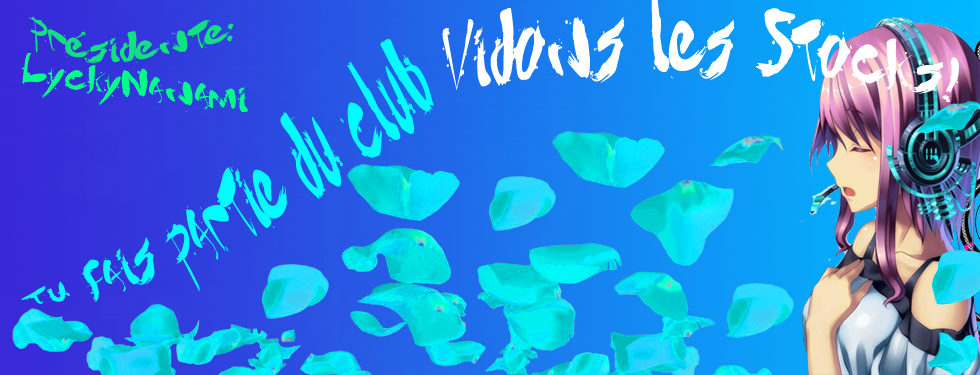 Présidente:
LyckyNanami
Tu fais partie du club
Vidons les stocks!